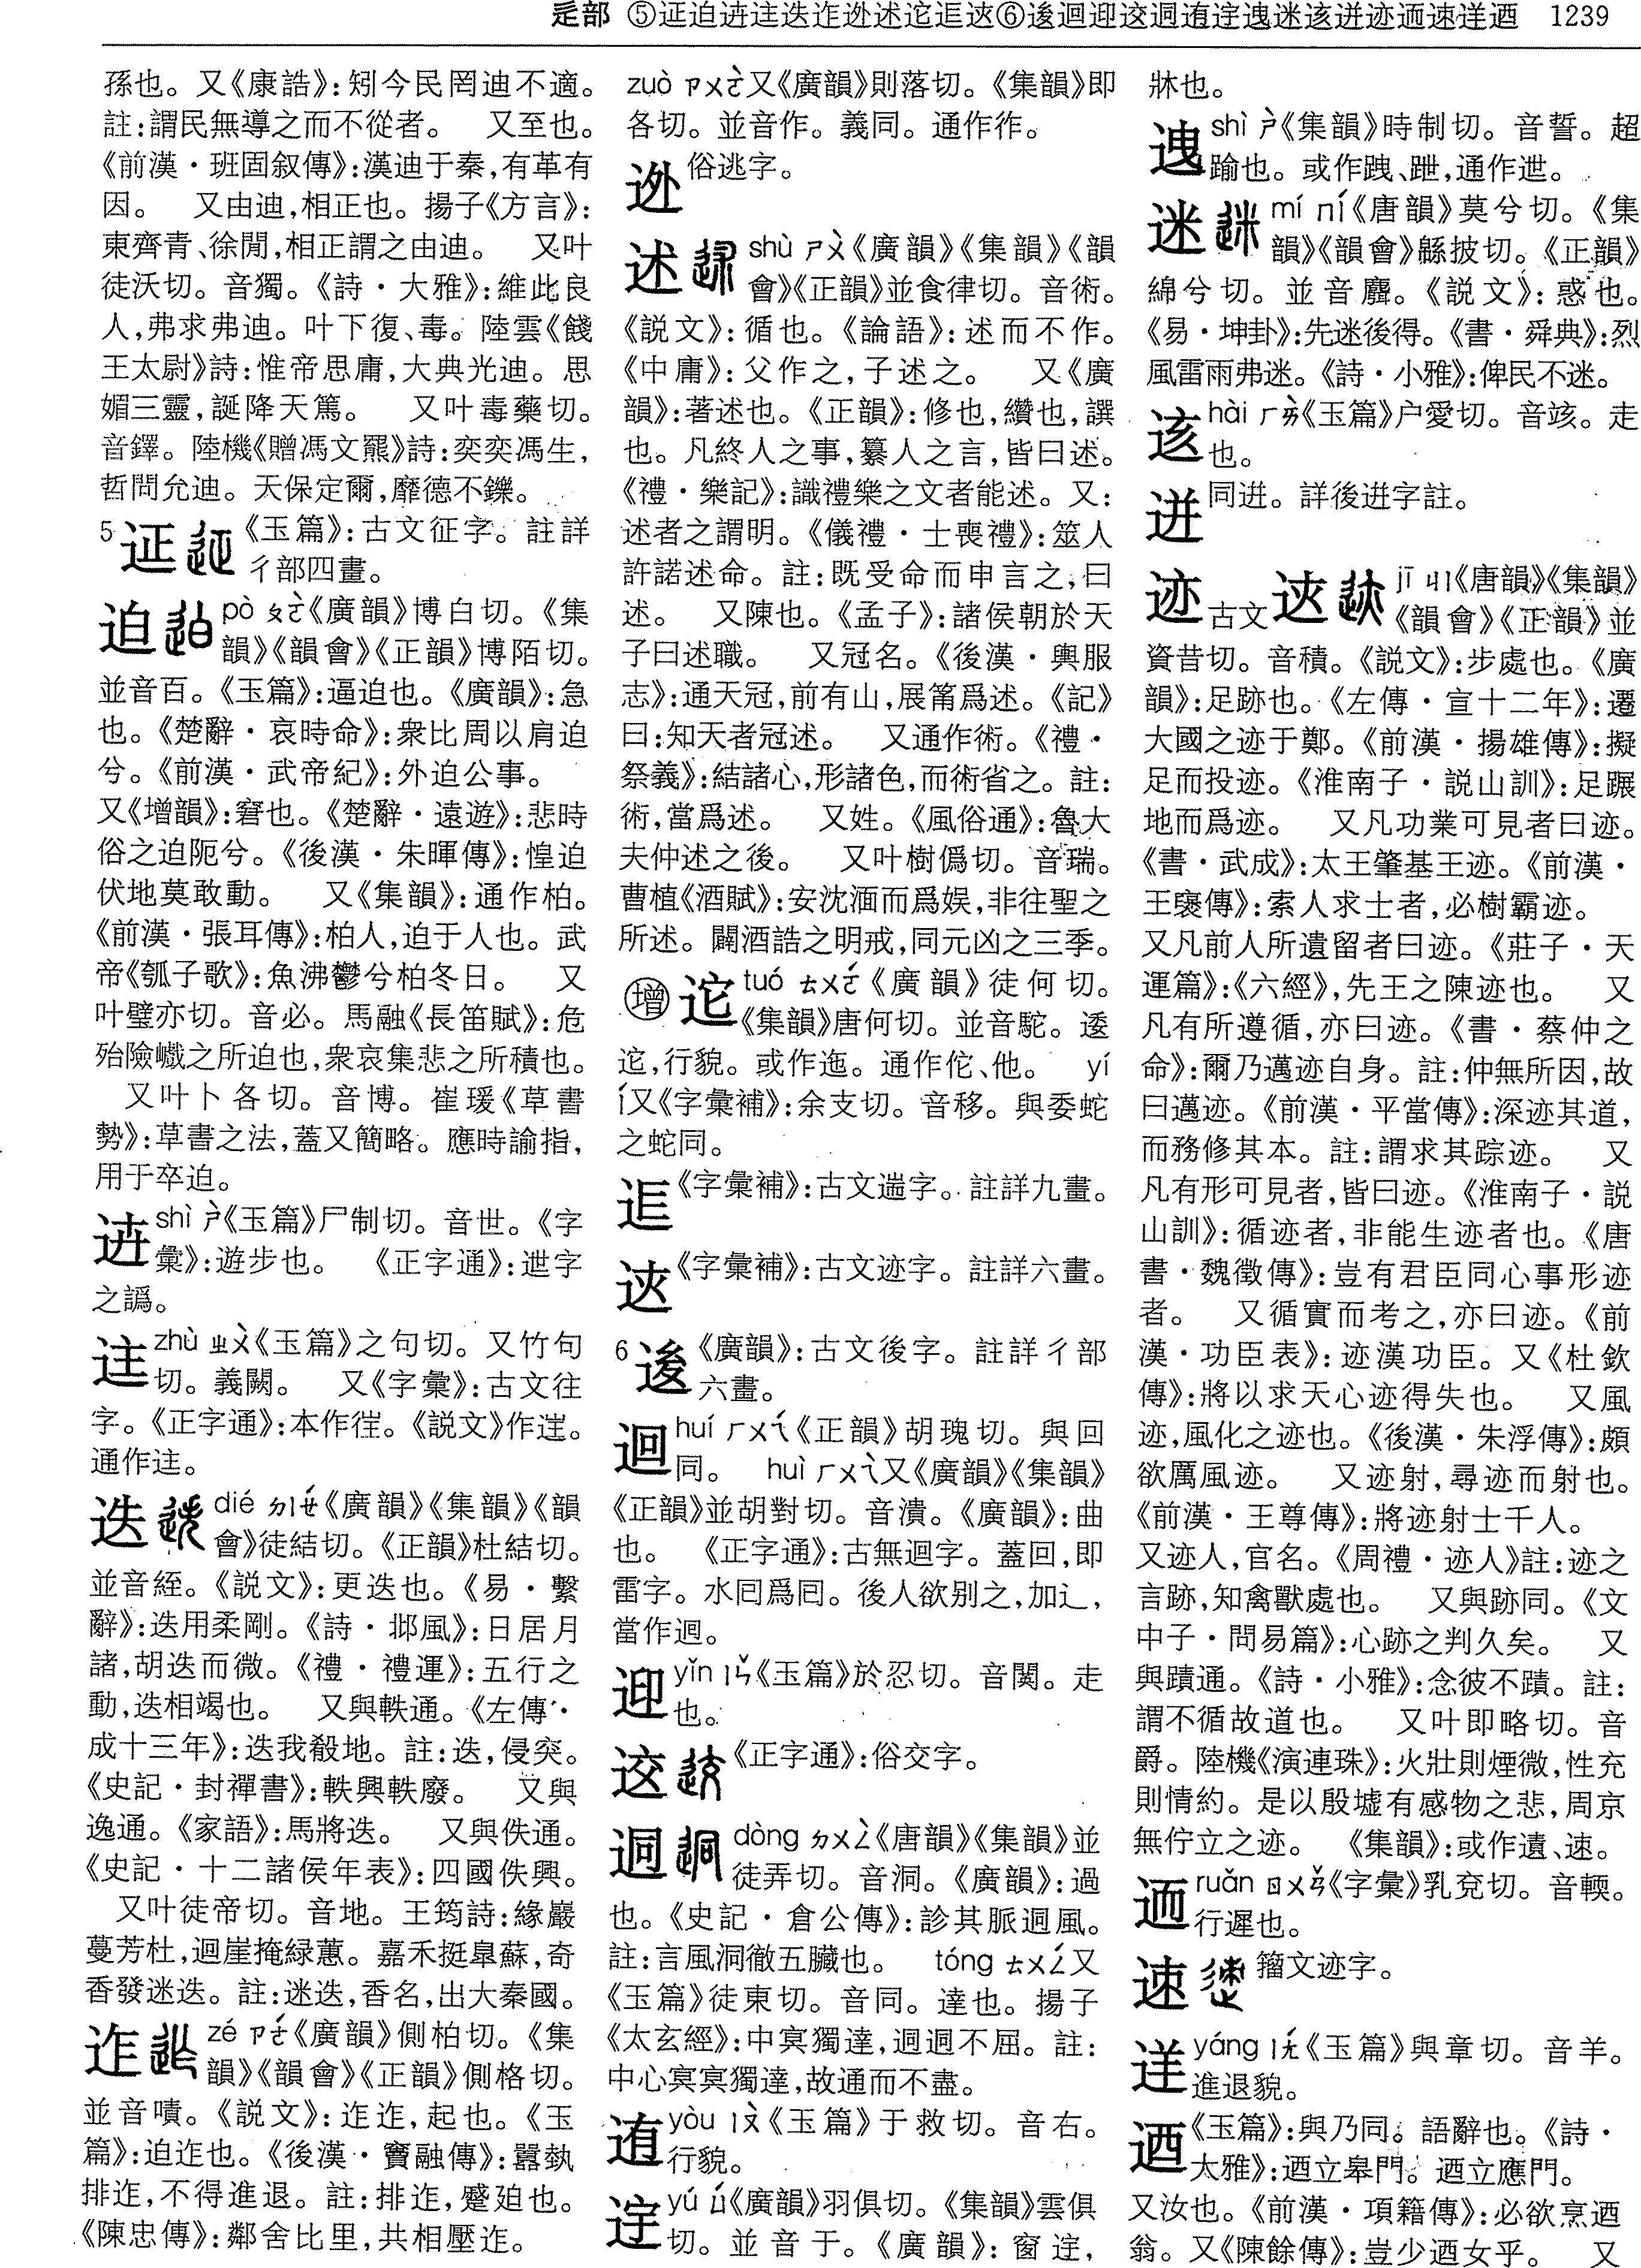 辵部 ⑤䢌迫迣迬迭迮迯述迱逇迏⑥逡迴迎䢒迵迶迃迷䢙迸迹迺速逘迺 1239
孫也。又《康誥》：矧今民罔迪不適。
註：謂民無導之而不從者。 又至也。
《前漢·班固叙傳》：漢迪于秦，有革有
因。 又由迪，相正也。揚子《方言》：
東齊青、徐閒，相正謂之由迪。 又叶
徒沃切。音獨。《詩·大雅》：維此良
人，弗求弗迪。叶下復、毒。陸雲《餞
王太尉》詩：惟帝思庸，大典光迪。思
媚三靈，誕降天篤。 又叶毒藥切。
音鐸。陸機《贈馮文羆》詩：奕奕馮生，
哲問允迪。天保定爾，靡德不鑠。
5 《玉篇》：古文征字。註詳
彳部四畫。
迫 pò ㄆㄛˋ《廣韻》博白切。《集
韻》《韻會》《正韻》博陌切。
並音百。《玉篇》：逼迫也。《廣韻》：急
也。《楚辭·哀時命》：衆比周以肩迫
兮。《前漢·武帝紀》：外迫公事。
又《增韻》：窘也。《楚辭·遠遊》：悲時
俗之迫阨兮。《後漢·朱暉傳》：惶迫
伏地莫敢動。 又《集韻》：通作柏。
《前漢·張耳傳》：柏人，迫于人也。武
帝《瓠子歌》：魚沸鬱兮柏冬日。 又
叶璧亦切。音必。馬融《長笛賦》：危
殆險巇之所迫也，衆哀集悲之所積也。
又叶卜各切。音博。崔瑗《草書
勢》：草書之法，蓋又簡略。應時諭指，
用于卒迫。
shì ㄕˋ《玉篇》尸制切。音世。《字
彙》：遊步也。 《正字通》：迣字
之譌。
迬 zhù ㄓㄨˋ《玉篇》之句切。又竹句
切。義闕。 又《字彙》：古文往
字。《正字通》：本作徃。《説文》作𨓹。
通作迬。
迭 dié ㄉㄧㄝˊ《廣韻》《集韻》《韻
會》徒結切。《正韻》杜結切。
並音絰。《説文》：更迭也。《易·繫
辭》：迭用柔剛。《詩·邶風》：日居月
諸，胡迭而微。《禮·禮運》：五行之
動，迭相竭也。 又與軼通。《左傳·
成十三年》：迭我殽地。註：迭，侵突。
《史記·封禪書》：軼興軼廢。 又與
逸通。《家語》：馬將迭。 又與佚通。
《史記·十二諸侯年表》：四國佚興。
又叶徒帝切。音地。王筠詩：緣巖
蔓芳杜，迴崖掩緑蕙。嘉禾挺臯蘇，奇
香發迷迭。註：迷迭，香名，出大秦國。
迮 zé ㄗㄜˊ《廣韻》側柏切。《集
韻》《韻會》《正韻》側格切。
並音嘖。《説文》：迮迮，起也。《玉
篇》：迫迮也。《後漢·竇融傳》：囂埶
排迮，不得進退。註：排迮，蹙廹也。
《陳忠傳》：鄰舍比里，共相壓迮。
zuò ㄗㄨㄛˋ又《廣韻》則落切。《集韻》即
各切。並音作。義同。通作作。
迯 俗逃字。
述 shù ㄕㄨˋ《廣韻》《集韻》《韻
會》《正韻》並食律切。音術。
《説文》：循也。《論語》：述而不作。
《中庸》：父作之，子述之。 又《廣
韻》：著述也。《正韻》：修也，纘也，譔
也。凡終人之事，纂人之言，皆曰述。
《禮·樂記》：識禮樂之文者能述。又：
述者之謂明。《儀禮·士喪禮》：筮人
許諾述命。註：既受命而申言之，曰
述。 又陳也。《孟子》：諸侯朝於天
子曰述職。 又冠名。《後漢·輿服
志》：通天冠，前有山，展筩爲述。《記》
曰：知天者冠述。 又通作術。《禮·
祭義》：結諸心，形諸色，而術省之。註：
術，當爲述。 又姓。《風俗通》：魯大
夫仲述之後。 又叶樹僞切。音瑞。
曹植《酒賦》：安沈湎而爲娱，非往聖之
所述。闢酒誥之明戒，同元凶之三季。
㊞增 迱 tuó ㄊㄨㄛˊ《廣韻》徒何切。
《集韻》唐何切。並音駝。逶
迱，行貌。或作迤。通作佗、他。 yí
ㄧˊ又《字彙補》：余支切。音移。與委蛇
之蛇同。
《字彙補》：古文遄字。註詳九畫。
《字彙補》：古文迹字。註詳六畫。
6 《廣韻》：古文後字。註詳彳部
六畫。
迴 huí ㄏㄨㄟˊ《正韻》胡瑰切。與回
同。 huì ㄏㄨㄟˋ又《廣韻》《集韻》
《正韻》並胡對切。音潰。《廣韻》：曲
也。 《正字通》：古無迴字。蓋回，即
雷字。水囘爲囘。後人欲别之，加辶，
當作逥。
yǐn ㄧㄣˇ《玉篇》於忍切。音䦩。走
也。
䢒 《正字通》：俗交字。
迵 dòng ㄉㄨㄥˋ《唐韻》《集韻》並
徒弄切。音洞。《廣韻》：過
也。《史記·倉公傳》：診其脈迵風。
註：言風洞徹五臟也。 tóng ㄊㄨㄥˊ又
《玉篇》徒東切。音同。達也。揚子
《太玄經》：中冥獨達，迵迵不屈。註：
中心冥冥獨達，故通而不盡。
迶 yòu ㄧㄡˋ《玉篇》于救切。音右。
行貌。
yú ㄩˊ《廣韻》羽俱切。《集韻》雲俱
切。並音于。《廣韻》：窗迂，
牀也。
shì ㄕˋ《集韻》時制切。音誓。超
踰也。或作跩、跇，通作迣。
迷 mí ㄇㄧˊ《唐韻》莫兮切。《集
韻》《韻會》緜披切。《正韻》
綿兮切。並音麛。《説文》：惑也。
《易·坤卦》：先迷後得。《書·舜典》：烈
風雷雨弗迷。《詩·小雅》：俾民不迷。
hài ㄏㄞˋ《玉篇》户愛切。音㤥。走
也。
迸 同逬。詳後逬字註。
迹 古文 jī ㄐㄧ《唐韻》《集韻》
《韻會》《正韻》並
資昔切。音積。《説文》：步處也。《廣
韻》：足跡也。《左傳·宣十二年》：遷
大國之迹于鄭。《前漢·揚雄傳》：擬
足而投迹。《淮南子·説山訓》：足蹍
地而爲迹。 又凡功業可見者曰迹。
《書·武成》：太王肇基王迹。《前漢·
王襃傳》：索人求士者，必樹霸迹。
又凡前人所遺留者曰迹。《莊子·天
運篇》：《六經》，先王之陳迹也。 又
凡有所遵循，亦曰迹。《書·蔡仲之
命》：爾乃邁迹自身。註：仲無所因，故
曰邁迹。《前漢·平當傳》：深迹其道，
而務修其本。註：謂求其踪迹。 又
凡有形可見者，皆曰迹。《淮南子·説
山訓》：循迹者，非能生迹者也。《唐
書·魏徵傳》：豈有君臣同心事形迹
者。 又循實而考之，亦曰迹。《前
漢·功臣表》：迹漢功臣。又《杜欽
傳》：將以求天心迹得失也。 又風
迹，風化之迹也。《後漢·朱浮傳》：頗
欲厲風迹。 又迹射，尋迹而射也。
《前漢·王尊傳》：將迹射士千人。
又迹人，官名。《周禮·迹人》註：迹之
言跡，知禽獸處也。 又與跡同。《文
中子·問易篇》：心跡之判久矣。 又
與蹟通。《詩·小雅》：念彼不蹟。註：
謂不循故道也。 又叶即略切。音
爵。陸機《演連珠》：火壯則煙微，性充
則情約。是以殷墟有感物之悲，周京
無佇立之迹。 《集韻》：或作䢱、速。
ruǎn ㄖㄨㄢˇ《字彙》乳兗切。音輭。
行遲也。
籀文迹字。
yáng ㄧㄤˊ《玉篇》與章切。音羊。
進退貌。
迺 《玉篇》：與乃同。語辭也。《詩·
大雅》：迺立臯門。迺立應門。
又汝也。《前漢·項籍傳》：必欲烹迺
翁。又《陳餘傳》：豈少迺女乎。 又